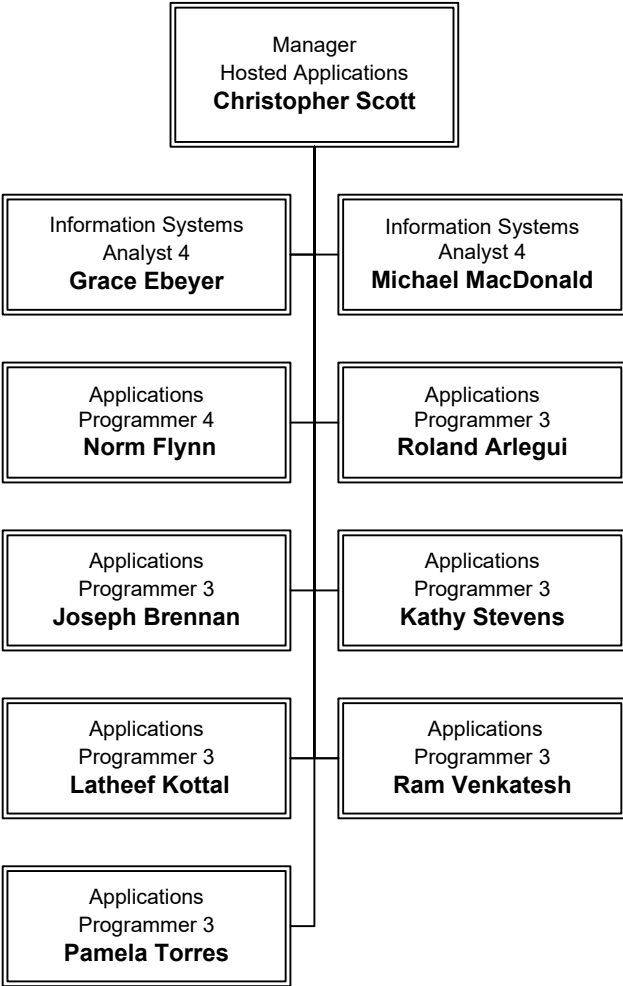 Manager
Hosted Applications
Christopher Scott
Information Systems
Analyst 4
Grace Ebeyer
Information Systems
Analyst 4
Michael MacDonald
Applications
Programmer 4
Norm Flynn
Applications
Programmer 3
Roland Arlegui
Applications
Programmer 3
Joseph Brennan
Applications
Programmer 3
Kathy Stevens
Applications
Programmer 3
Latheef Kottal
Applications
Programmer 3
Ram Venkatesh
Applications
Programmer 3
Pamela Torres